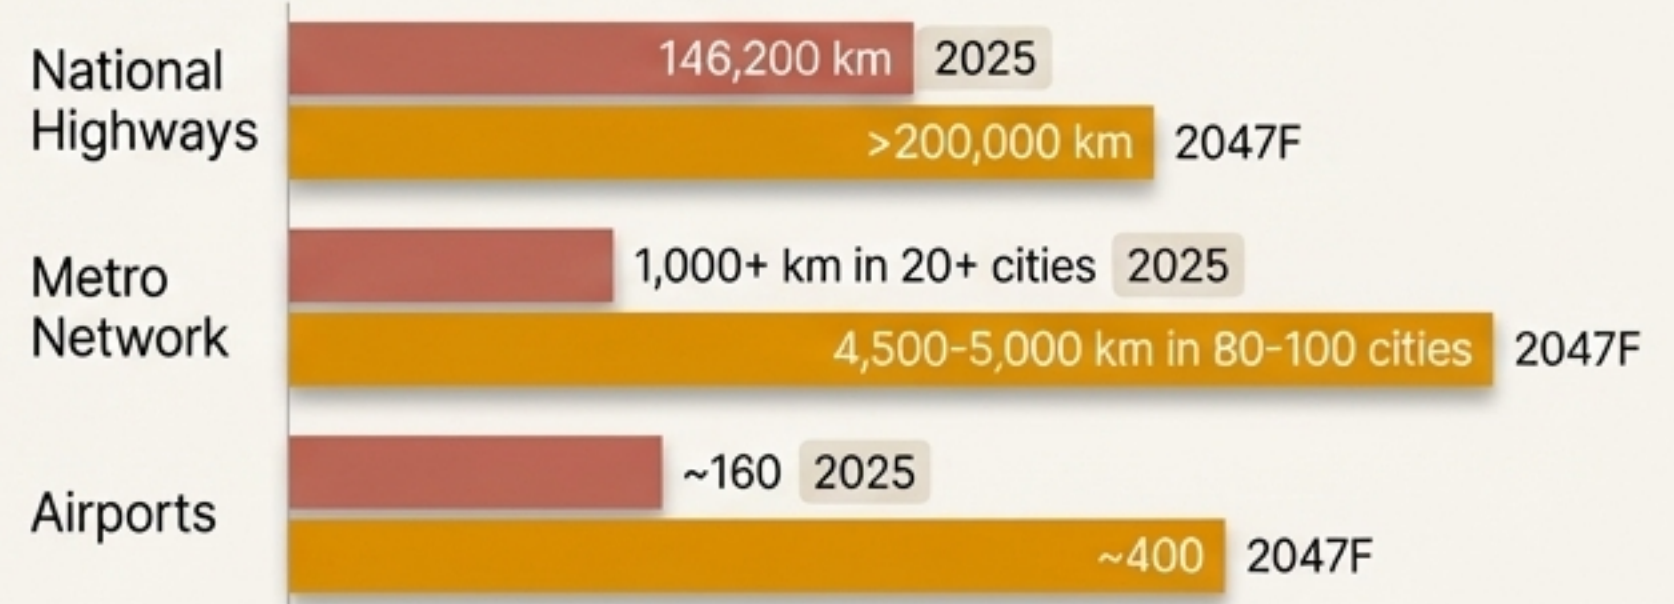 National
Highways
146,200 km 2025
>200,000 km 2047F
Metro
Network
1,000+ km in 20+ cities 2025
4,500-5,000 km in 80-100 cities 2047F
Airports
~160 2025
~400 2047F